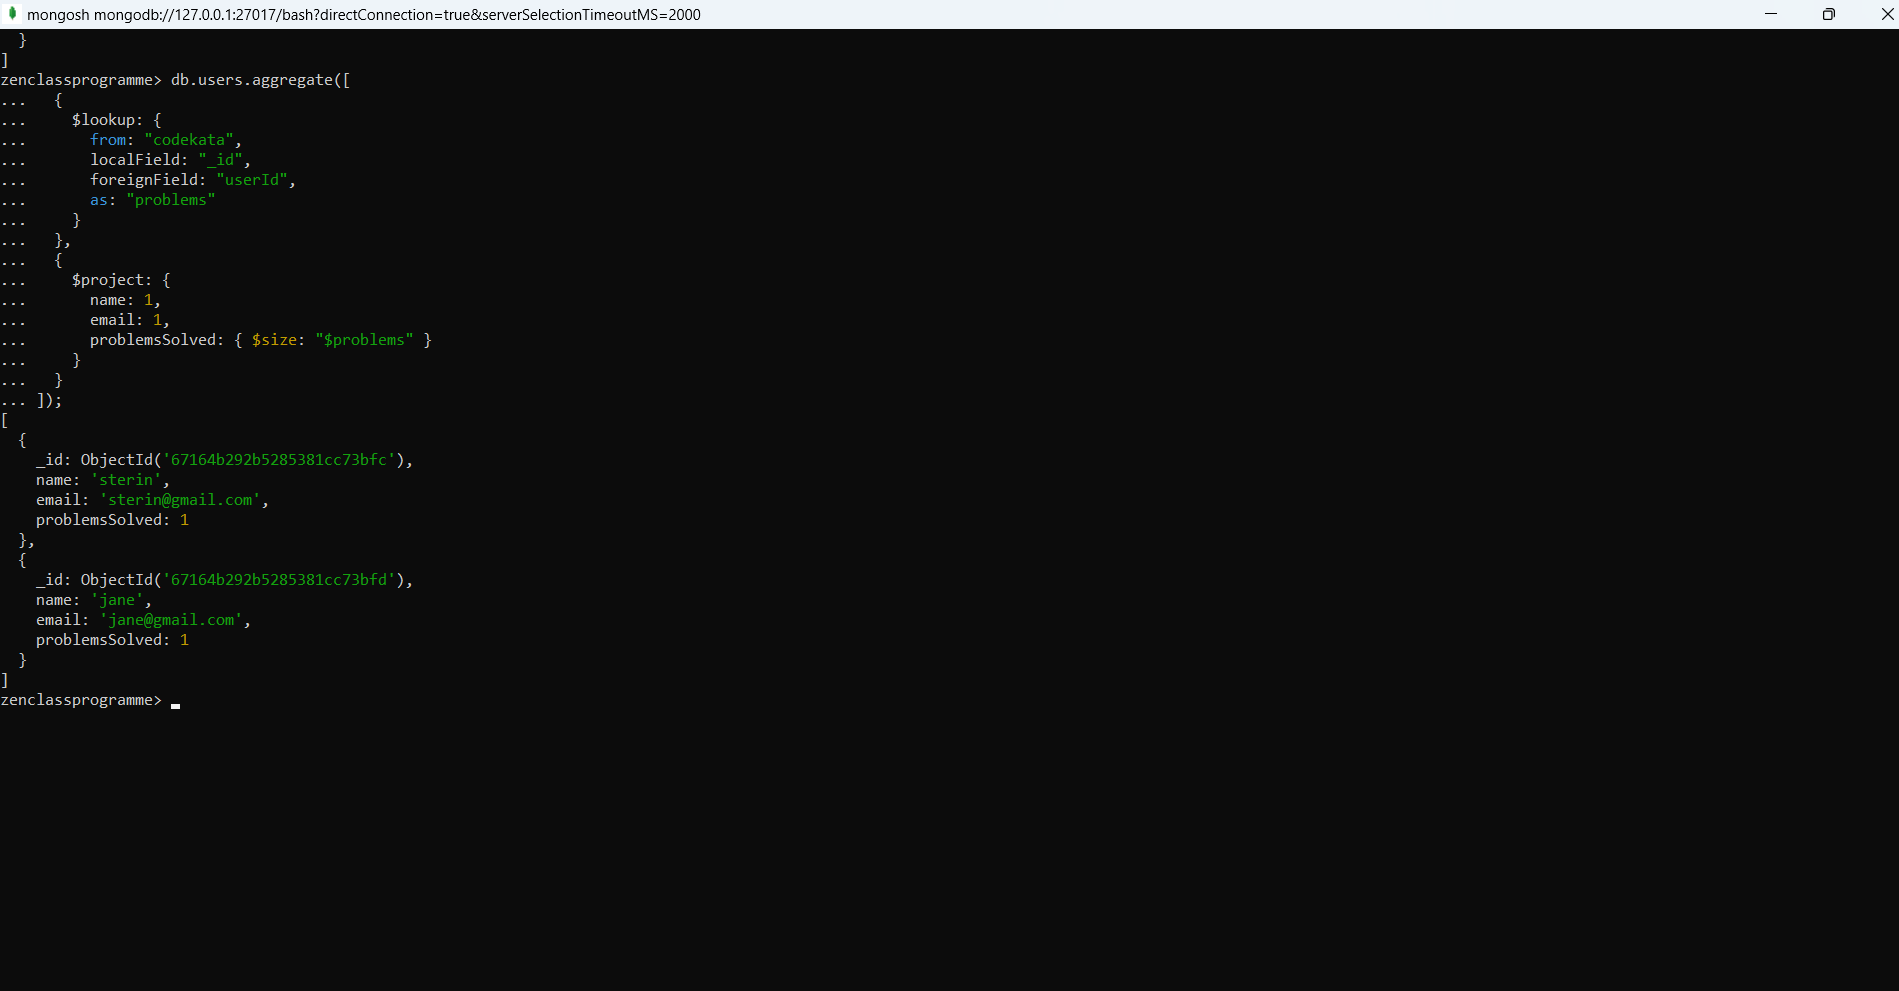 mongosh mongodb://127.0.0.1:27017/bash?directConnection=true&serverSelectionTimeoutMS=2000
  }
]
zenclassprogramme> db.users.aggregate([
...   {
...     $lookup: {
...       from: "codekata",
...       localField: "_id",
...       foreignField: "userId",
...       as: "problems"
...     }
...   },
...   {
...     $project: {
...       name: 1,
...       email: 1,
...       problemsSolved: { $size: "$problems" }
...     }
...   }
... ]);
[
  {
    _id: ObjectId('67164b292b5285381cc73bfc'),
    name: 'sterin',
    email: 'sterin@gmail.com',
    problemsSolved: 1
  },
  {
    _id: ObjectId('67164b292b5285381cc73bfd'),
    name: 'jane',
    email: 'jane@gmail.com',
    problemsSolved: 1
  }
]
zenclassprogramme>